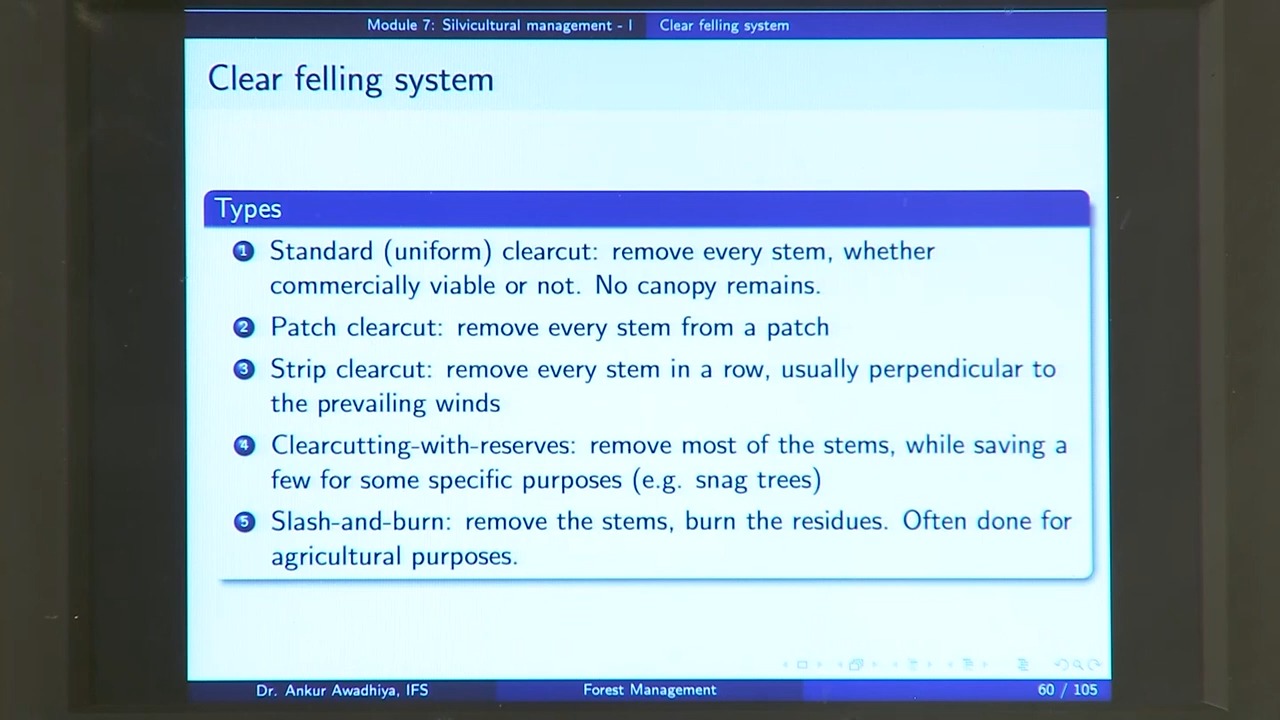 Module 7: Silvicultural management - I Clear felling system
Clear felling system
Types
1 Standard (uniform) clearcut: remove every stem, whether
commercially viable or not. No canopy remains.
2 Patch clearcut: remove every stem from a patch
3 Strip clearcut: remove every stem in a row, usually perpendicular to
the prevailing winds
4 Clearcutting-with-reserves: remove most of the stems, while saving a
few for some specific purposes (e.g. snag trees)
5 Slash-and-burn: remove the stems, burn the residues. Often done for
agricultural purposes.
Dr. Ankur Awadhiya, IFS Forest Management 60 / 105